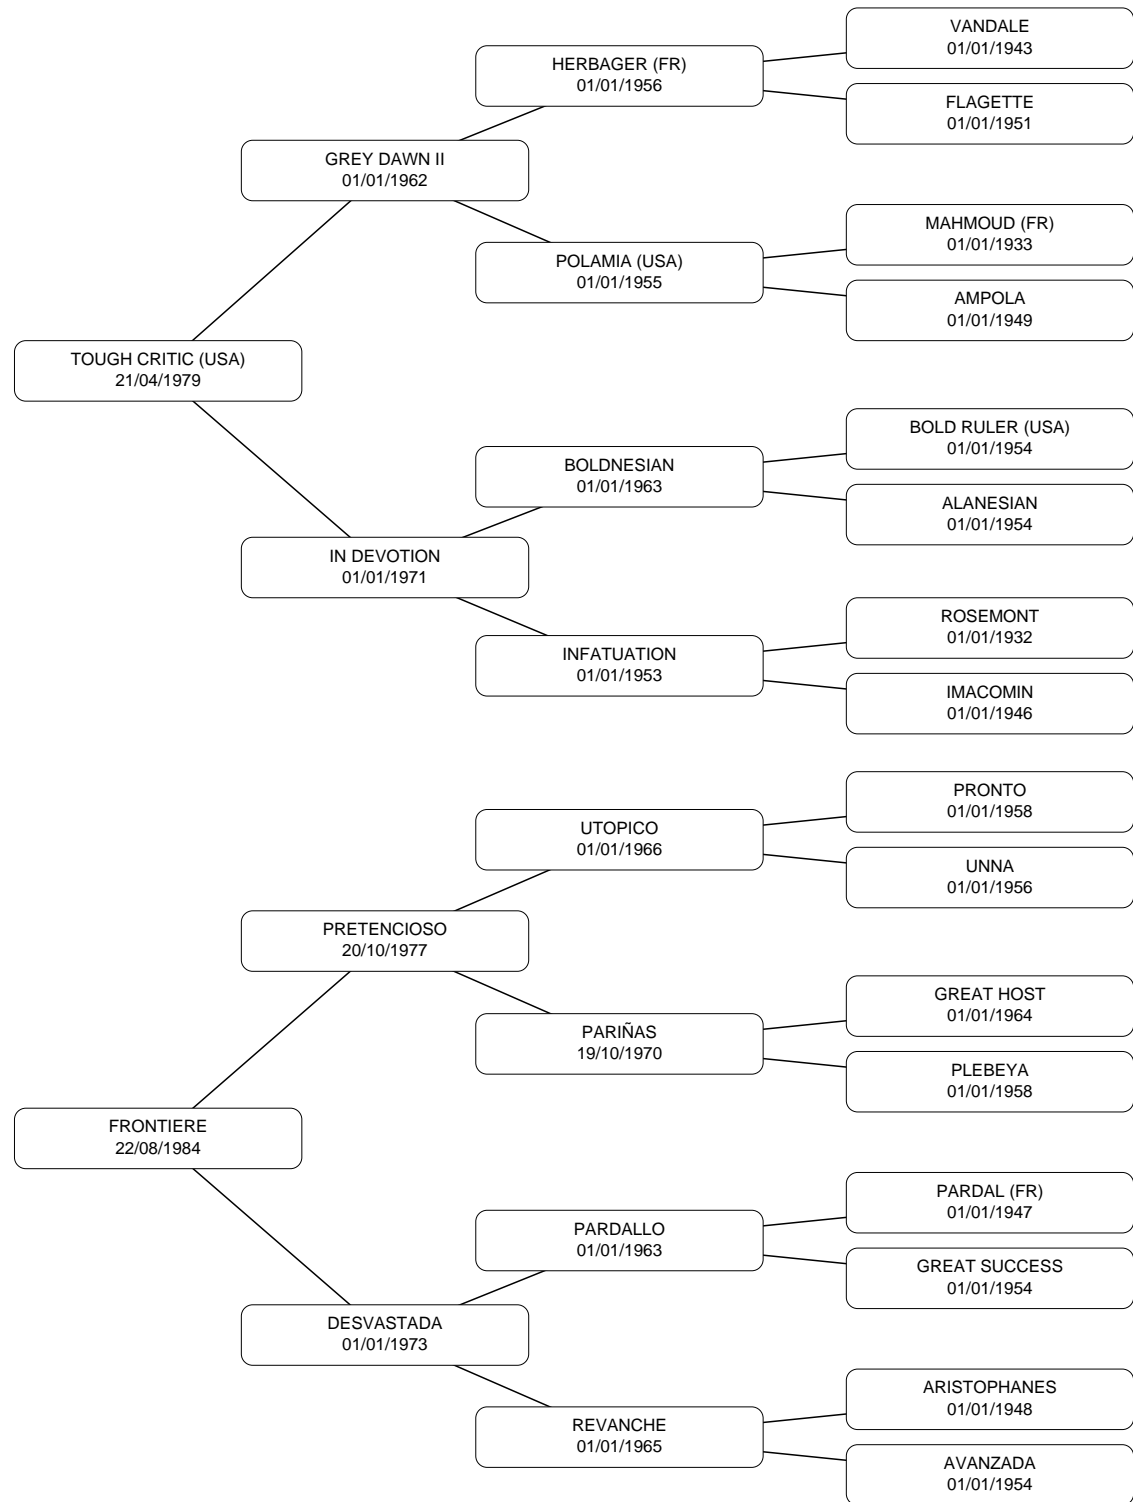 VANDALE
01/01/1943
HERBAGER (FR)
01/01/1956
FLAGETTE
01/01/1951
GREY DAWN II
01/01/1962
MAHMOUD (FR)
01/01/1933
POLAMIA (USA)
01/01/1955
AMPOLA
01/01/1949
TOUGH CRITIC (USA)
21/04/1979
BOLD RULER (USA)
01/01/1954
BOLDNESIAN
01/01/1963
ALANESIAN
01/01/1954
IN DEVOTION
01/01/1971
ROSEMONT
01/01/1932
INFATUATION
01/01/1953
IMACOMIN
01/01/1946
PRONTO
01/01/1958
UTOPICO
01/01/1966
UNNA
01/01/1956
PRETENCIOSO
20/10/1977
GREAT HOST
01/01/1964
PARIÑAS
19/10/1970
PLEBEYA
01/01/1958
FRONTIERE
22/08/1984
PARDAL (FR)
01/01/1947
PARDALLO
01/01/1963
GREAT SUCCESS
01/01/1954
DESVASTADA
01/01/1973
ARISTOPHANES
01/01/1948
REVANCHE
01/01/1965
AVANZADA
01/01/1954